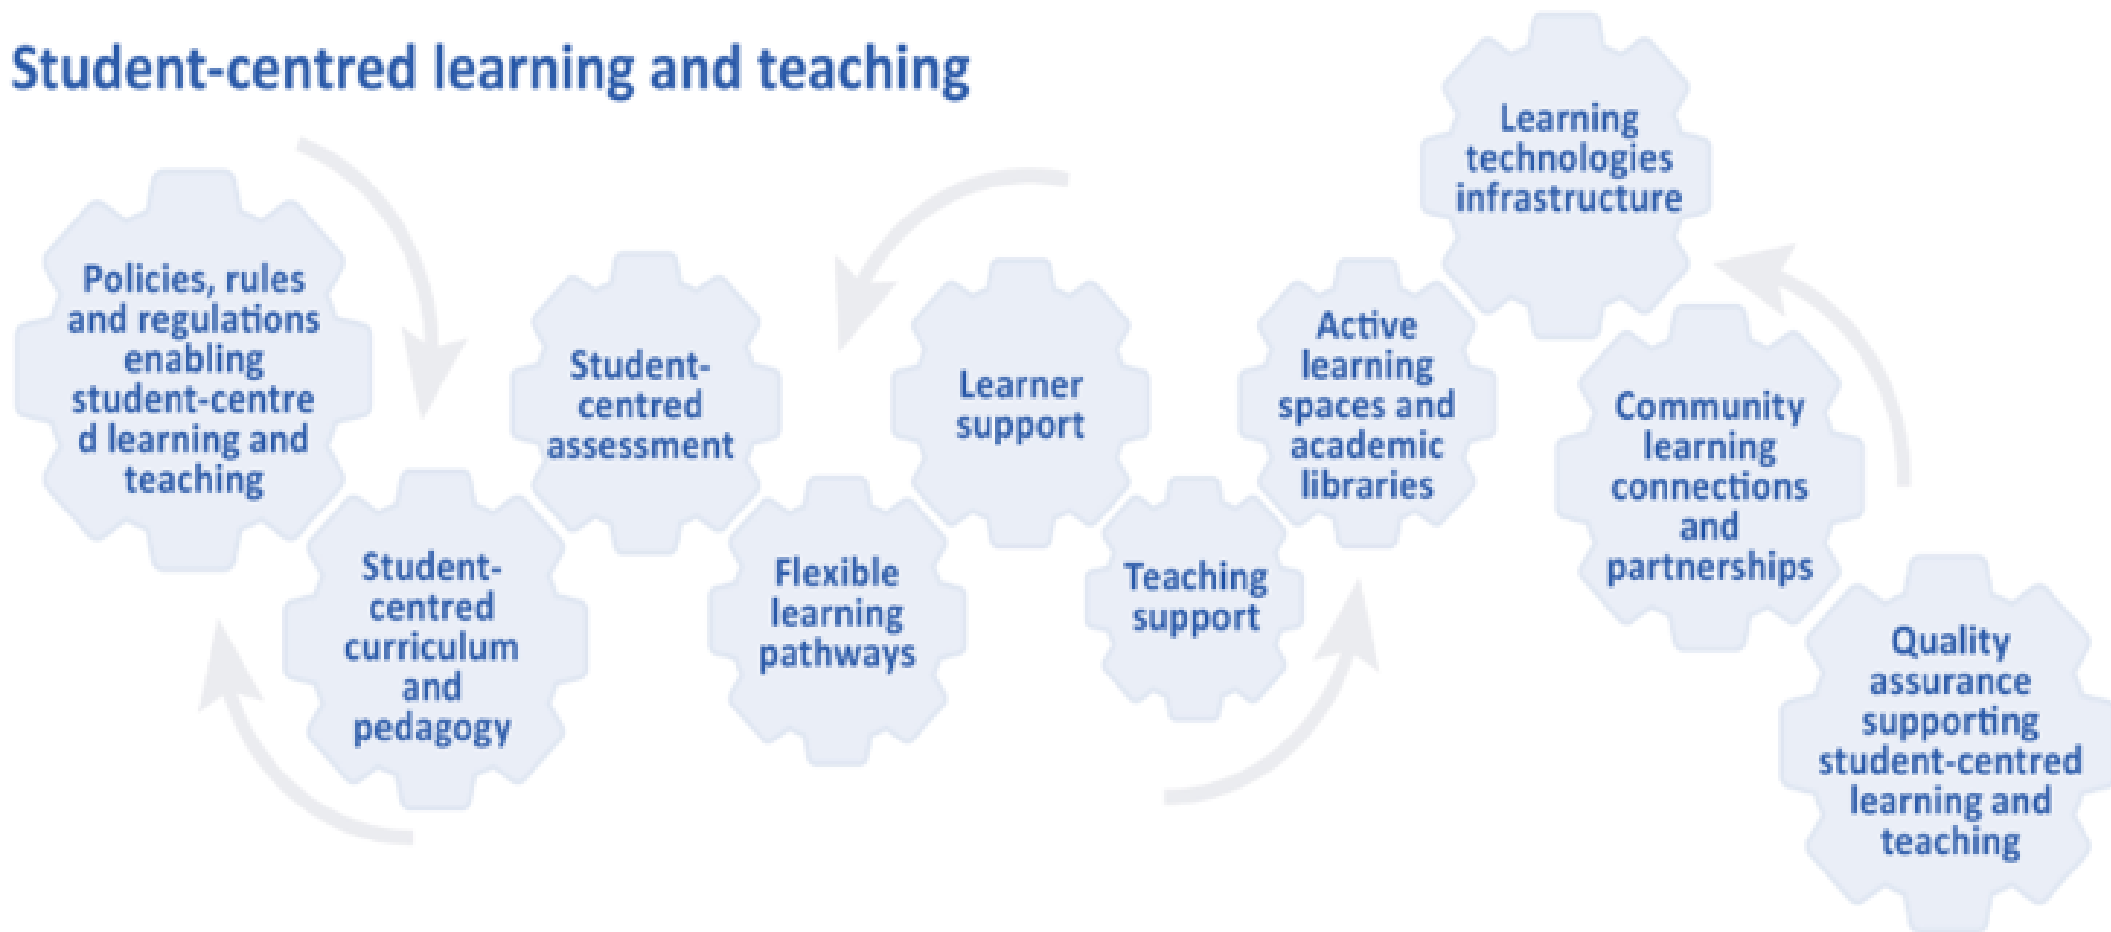 Student-centred learning and teaching
Policies, rules
and regulations
enabling
student-centre
d learning and
teaching
Student-
centred
curriculum
and
pedagogy
Student-
centred
assessment
Flexible
learning
pathways
Learner
support
Teaching
support
Active
learning
spaces and
academic
libraries
Learning
technologies
infrastructure
Community
learning
connections
and
partnerships
Quality
assurance
supporting
student-centred
learning and
teaching